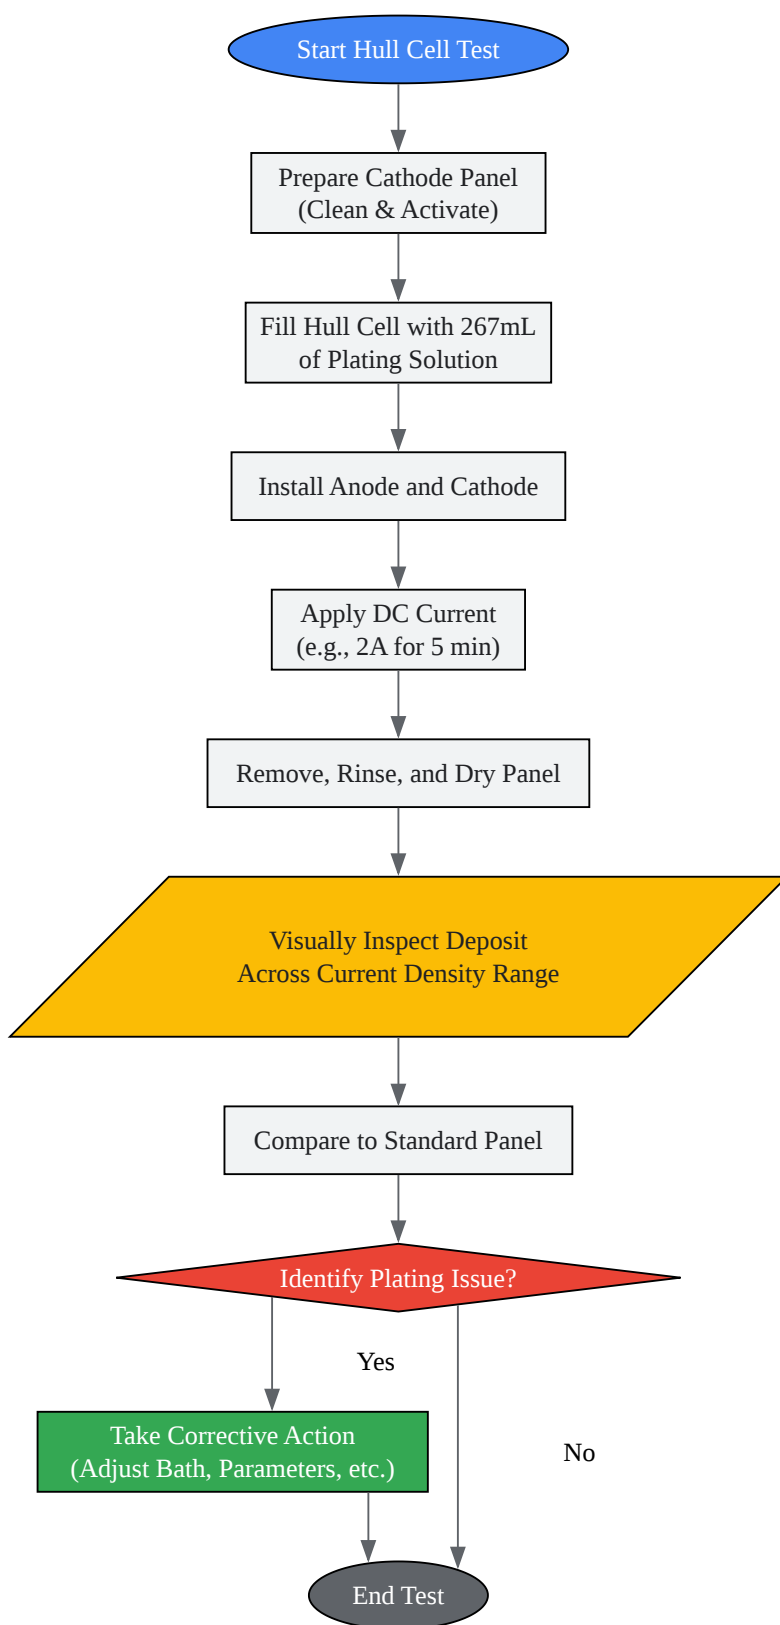 Start Hull Cell Test
Prepare Cathode Panel
(Clean & Activate)
Fill Hull Cell with 267mL
of Plating Solution
Install Anode and Cathode
Apply DC Current
(e.g., 2A for 5 min)
Remove, Rinse, and Dry Panel
Visually Inspect Deposit
Across Current Density Range
Compare to Standard Panel
Identify Plating Issue?
Yes
Take Corrective Action
(Adjust Bath, Parameters, etc.)
No
End Test